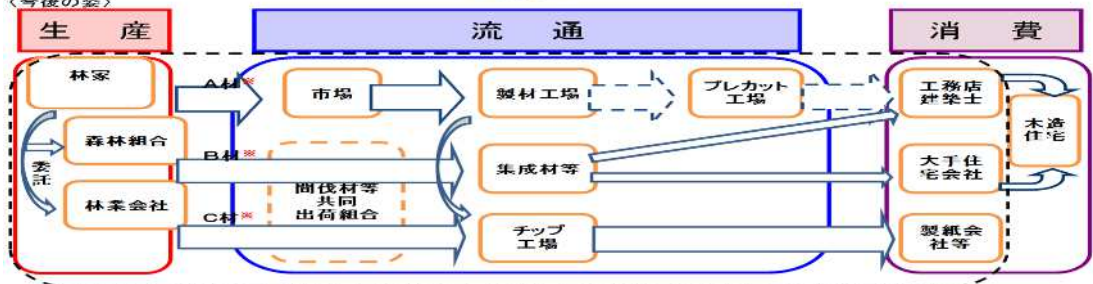 〈今後の姿〉
生産
流通
消費
林家
森林組合
林業会社
委託
A材※
B材※
C材※
市場
間伐材等
共同
出荷組合
製材工場
集成材等
チップ
工場
プレカット
工場
工務店
建築士
大手住
宅会社
製紙会
社等
木造
住宅